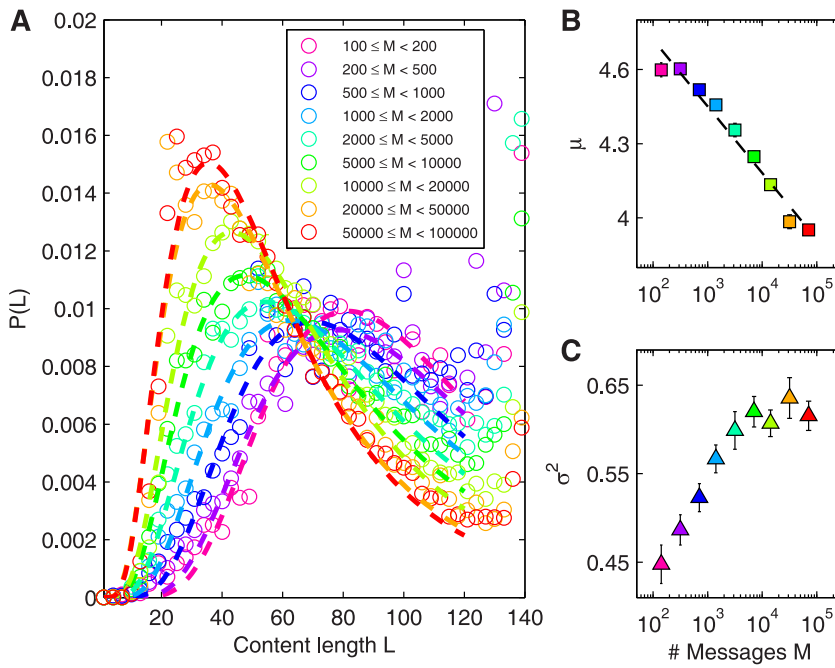 A
0.02
0.018
0.016
0.014
0.012
0.01
0.008
0.006
0.004
0.002
0
P(L)
20
40
60
80
100
120
140
Content length L
100 ≤ M < 200
200 ≤ M < 500
500 ≤ M < 1000
1000 ≤ M < 2000
2000 ≤ M < 5000
5000 ≤ M < 10000
10000 ≤ M < 20000
20000 ≤ M < 50000
50000 ≤ M < 100000
B
4.6
4.3
4
μ
10² 10³ 10⁴ 10⁵
C
0.65
0.55
0.45
σ²
10² 10³ 10⁴ 10⁵
# Messages M